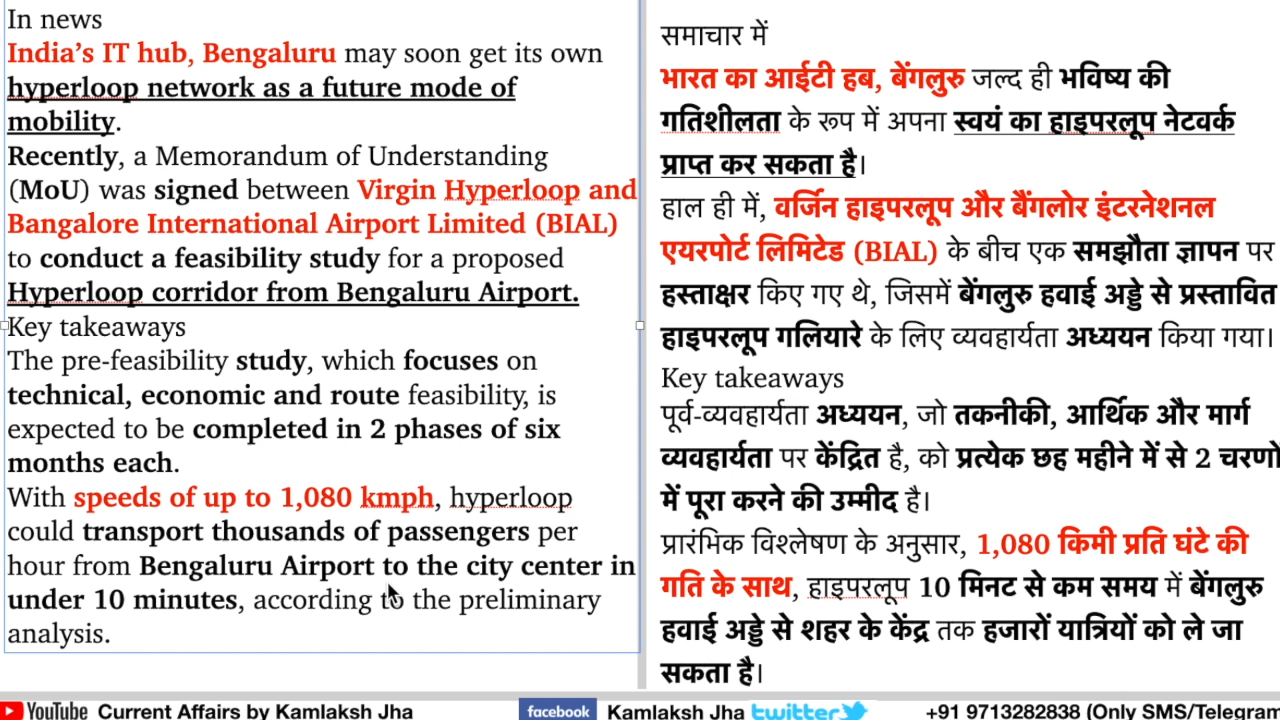 In news
India's IT hub, Bengaluru may soon get its own
hyperloop network as a future mode of
mobility.
Recently, a Memorandum of Understanding
(MoU) was signed between Virgin Hyperloop and
Bangalore International Airport Limited (BIAL)
to conduct a feasibility study for a proposed
Hyperloop corridor from Bengaluru Airport.
Key takeaways
The pre-feasibility study, which focuses on
technical, economic and route feasibility, is
expected to be completed in 2 phases of six
months each.
With speeds of up to 1,080 kmph, hyperloop
could transport thousands of passengers per
hour from Bengaluru Airport to the city center in
under 10 minutes, according to the preliminary
analysis.
समाचार में
भारत का आईटी हब, बेंगलुरु जल्द ही भविष्य की
गतिशीलता के रूप में अपना स्वयं का हाइपरलूप नेटवर्क
प्राप्त कर सकता है।
हाल ही में, वर्जिन हाइपरलूप और बैंगलोर इंटरनेशनल
एयरपोर्ट लिमिटेड (BIAL) के बीच एक समझौता ज्ञापन पर
हस्ताक्षर किए गए थे, जिसमें बेंगलुरु हवाई अड्डे से प्रस्तावित
हाइपरलूप गलियारे के लिए व्यवहार्यता अध्ययन किया गया।
Key takeaways
पूर्व-व्यवहार्यता अध्ययन, जो तकनीकी, आर्थिक और मार्ग
व्यवहार्यता पर केंद्रित है, को प्रत्येक छह महीने में से 2 चरणों
में पूरा करने की उम्मीद है।
प्रारंभिक विश्लेषण के अनुसार, 1,080 किमी प्रति घंटे की
गति के साथ, हाइपरलूप 10 मिनट से कम समय में बेंगलुरु
हवाई अड्डे से शहर के केंद्र तक हजारों यात्रियों को ले जा
सकता है।
YouTube Current Affairs by Kamlaksh Jha facebook Kamlaksh Jha twitter +91 9713282838 (Only SMS/Telegram